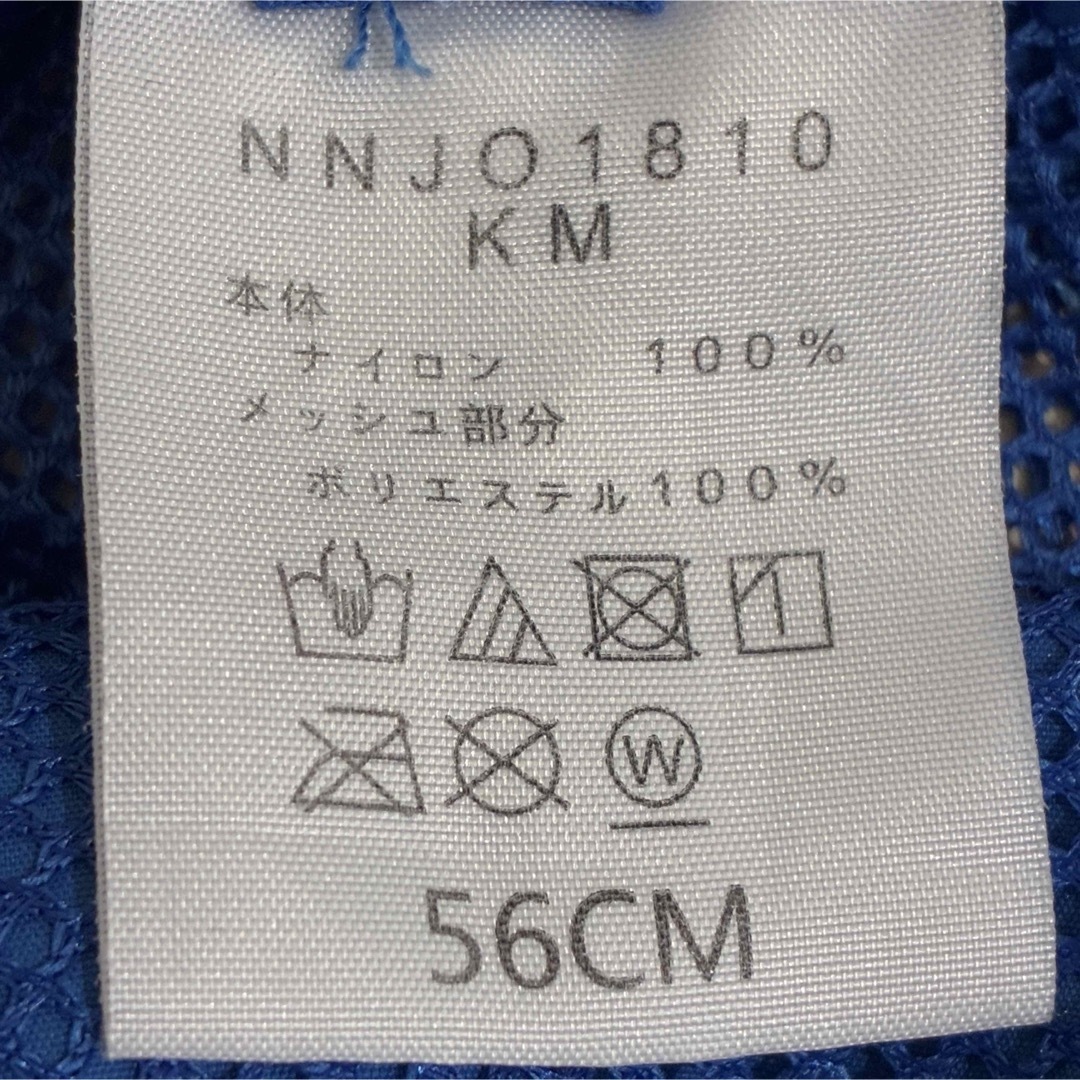 NNJO1810
KM
本体
ナイロン 100%
メッシュ部分
ポリエステル100%
W
56CM